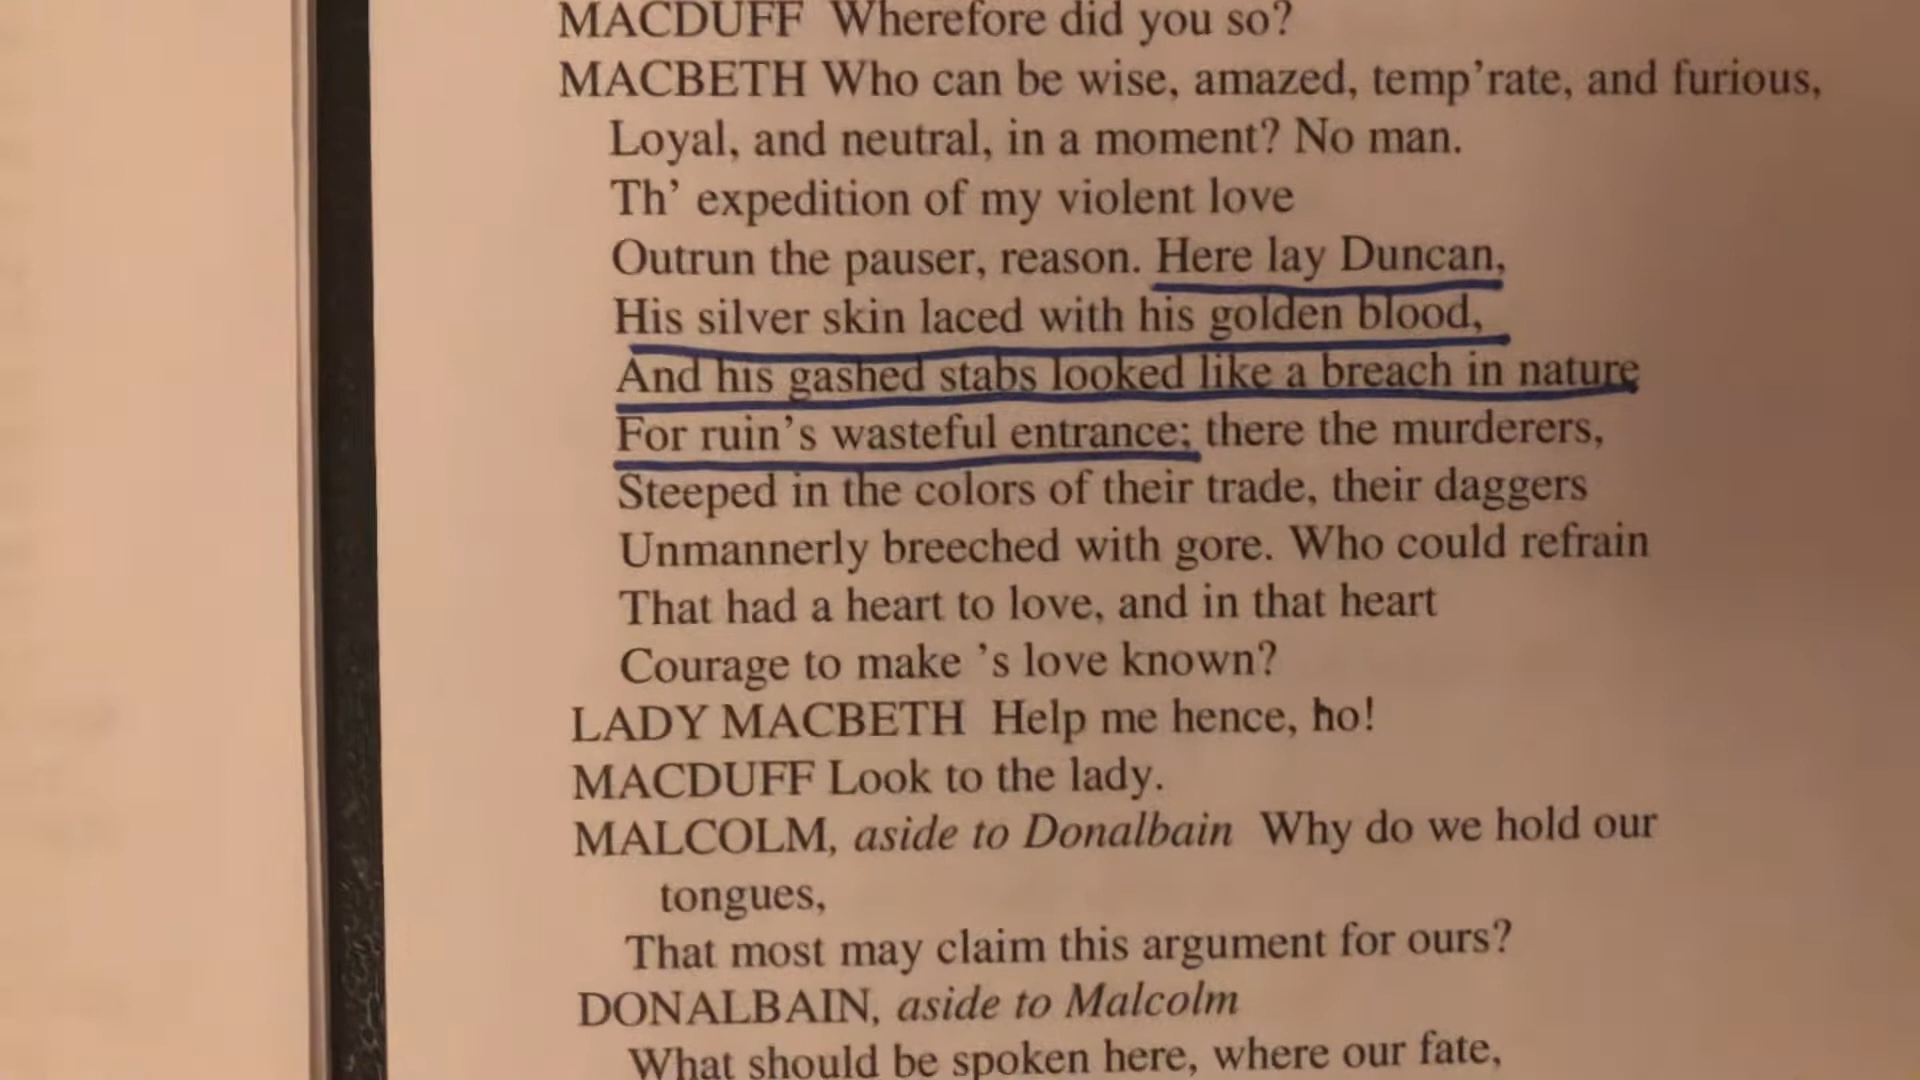 MACDUFF Wherefore did you so?
MACBETH Who can be wise, amazed, temp’rate, and furious,
Loyal, and neutral, in a moment? No man.
Th’ expedition of my violent love
Outrun the pauser, reason. Here lay Duncan,
His silver skin laced with his golden blood,
And his gashed stabs looked like a breach in nature
For ruin’s wasteful entrance; there the murderers,
Steeped in the colors of their trade, their daggers
Unmannerly breeched with gore. Who could refrain
That had a heart to love, and in that heart
Courage to make ’s love known?
LADY MACBETH Help me hence, ho!
MACDUFF Look to the lady.
MALCOLM, aside to Donalbain Why do we hold our
tongues,
That most may claim this argument for ours?
DONALBAIN, aside to Malcolm
What should be spoken here, where our fate,